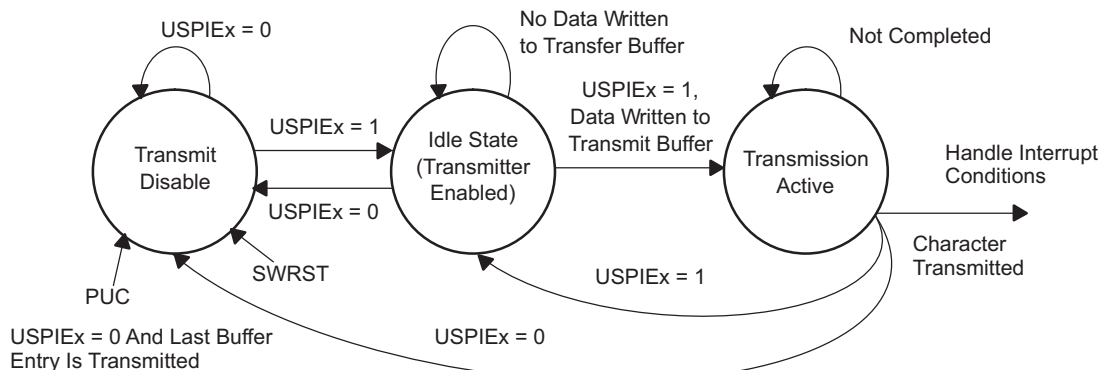 USPIEx = 0
No Data Written
to Transfer Buffer
Not Completed
USPIEx = 1,
Data Written to
Transmit Buffer
USPIEx = 1
Transmit
Disable
Idle State
(Transmitter
Enabled)
Transmission
Active
Handle Interrupt
Conditions
USPIEx = 0
SWRST
PUC
USPIEx = 1
Character
Transmitted
USPIEx = 0 And Last Buffer
Entry Is Transmitted
USPIEx = 0